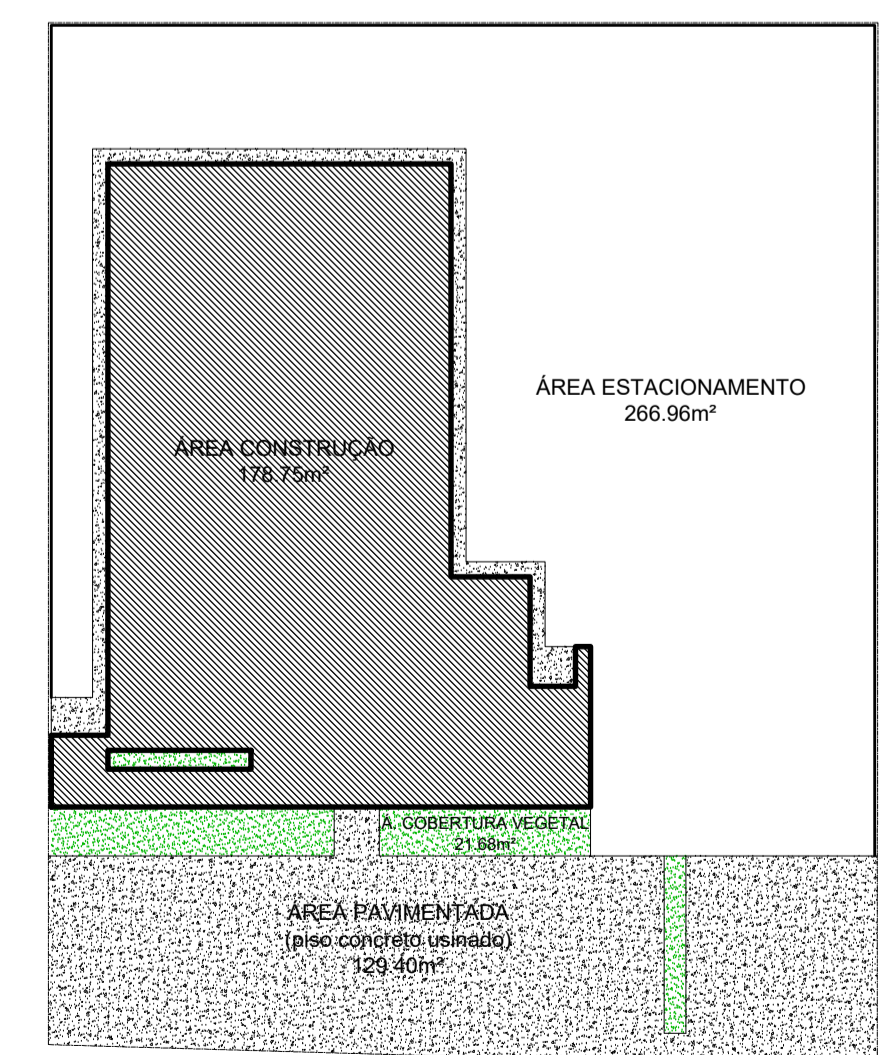 ÁREA ESTACIONAMENTO
266.96m²
ÁREA CONSTRUÇÃO
178.75m²
A. COBERTURA VEGETAL
21.68m²
ÁREA PAVIMENTADA
(piso concreto usinado)
129.40m²